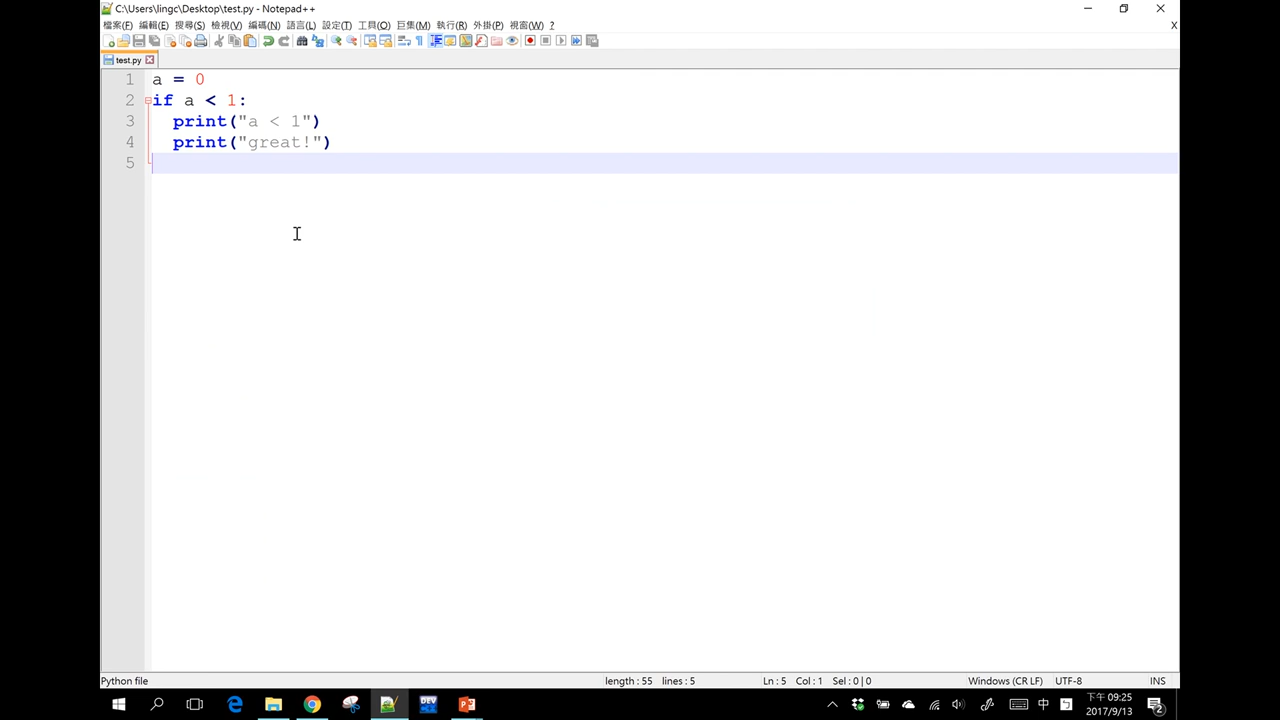 C:\Users\lingc\Desktop\test.py - Notepad++
檔案(F) 編輯(E) 搜尋(S) 檢視(V) 編碼(N) 語言(L) 設定(T) 工具(O) 巨集(M) 執行(R) 外掛(P) 視窗(W) ? X
test.py
1 a = 0
2 if a < 1:
3 print("a < 1")
4 print("great!")
5
Python file length : 55 lines : 5 Ln : 5 Col : 1 Sel : 0 | 0 Windows (CR LF) UTF-8 INS
DEV 中 ㄅ 下午 09:25
2017/9/13 2